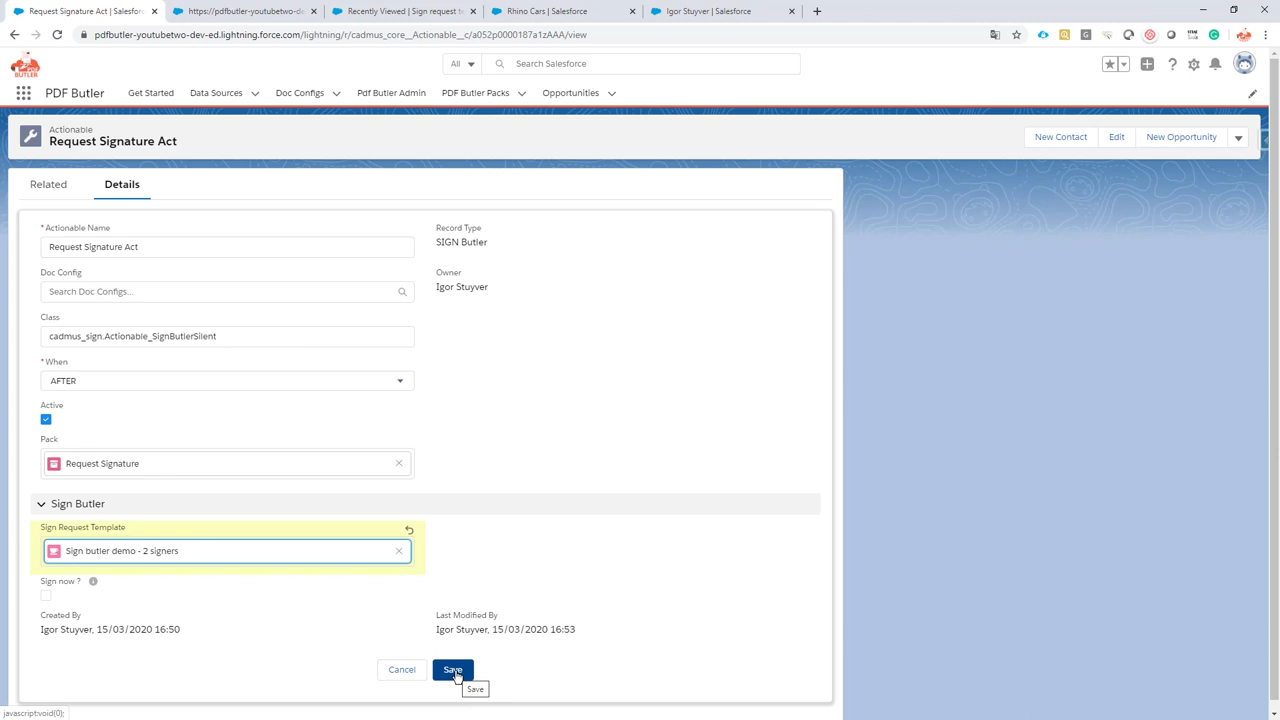 Request Signature Act | Salesfor
https://pdfbutler-youtubetwo-de
Recently Viewed | Sign request te
Rhino Cars | Salesforce
Igor Stuyver | Salesforce
pdfbutler-youtubetwo-dev-ed.lightning.force.com/lightning/r/cadmus_core__Actionable__c/a052p0000187a1zAAA/view
PDF
BUTLER
All
Search Salesforce
PDF Butler
Get Started
Data Sources
Doc Configs
Pdf Butler Admin
PDF Butler Packs
Opportunities
Actionable
Request Signature Act
New Contact
Edit
New Opportunity
Related
Details
* Actionable Name
Request Signature Act
Record Type
SIGN Butler
Doc Config
Search Doc Configs...
Owner
Igor Stuyver
Class
cadmus_sign.Actionable_SignButlerSilent
* When
AFTER
Active
Pack
Request Signature
Sign Butler
Sign Request Template
Sign butler demo - 2 signers
Sign now ?
Created By
Igor Stuyver, 15/03/2020 16:50
Last Modified By
Igor Stuyver, 15/03/2020 16:53
Cancel
Save
Save
javascript:void(0);